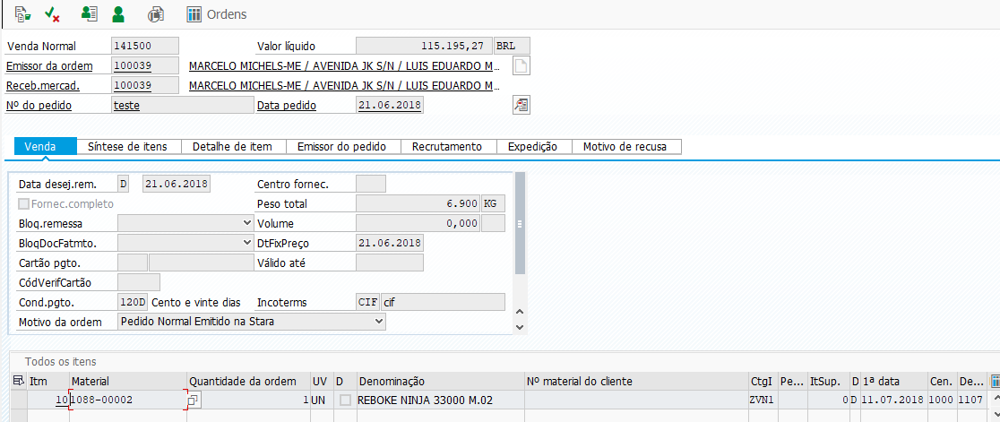 Ordens
Venda Normal 141500 Valor líquido 115.195,27 BRL
Emissor da ordem 100039 MARCELO MICHELS-ME / AVENIDA JK S/N / LUIS EDUARDO M...
Receb.mercad. 100039 MARCELO MICHELS-ME / AVENIDA JK S/N / LUIS EDUARDO M...
Nº do pedido teste Data pedido 21.06.2018
Venda Síntese de itens Detalhe de item Emissor do pedido Recrutamento Expedição Motivo de recusa
Data desej.rem. D 21.06.2018 Centro fornec.
Fornec.completo Peso total 6.900 KG
Bloq.remessa Volume 0,000
BloqDocFatmto. DtFixPreço 21.06.2018
Cartão pgto. Válido até
CódVerifCartão
Cond.pgto. 120D Cento e vinte dias Incoterms CIF cif
Motivo da ordem Pedido Normal Emitido na Stara
Todos os itens
Itm Material Quantidade da ordem UV D Denominação Nº material do cliente CtgI Pe... ItSup. D 1ª data Cen. De...
10 1088-00002 1 UN REBOKE NINJA 33000 M.02 ZVN1 0 D 11.07.2018 1000 1107